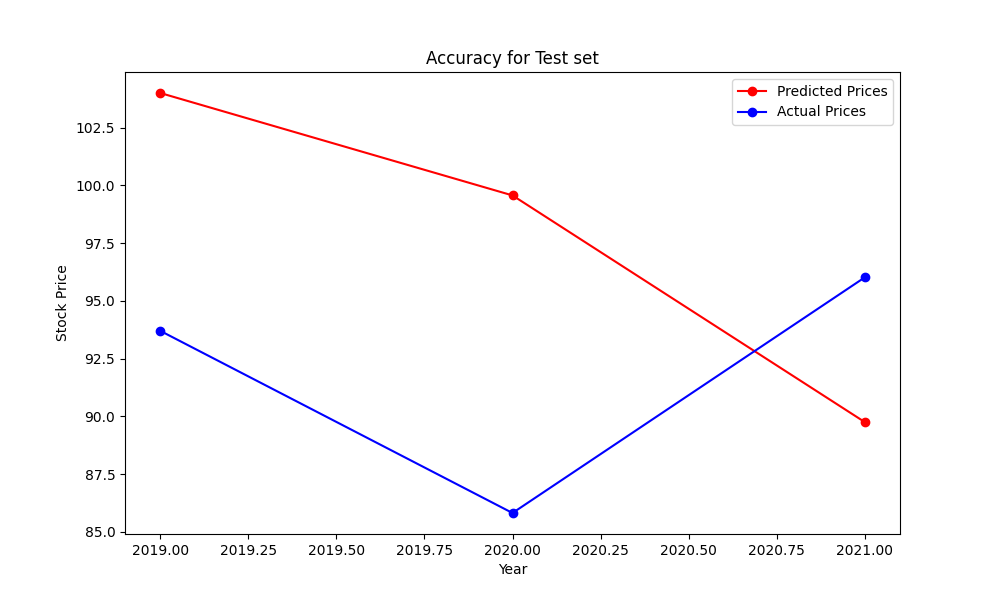 Accuracy for Test set
Predicted Prices
Actual Prices
102.5
100.0
97.5
95.0
92.5
90.0
87.5
85.0
Stock Price
2019.00 2019.25 2019.50 2019.75 2020.00 2020.25 2020.50 2020.75 2021.00
Year